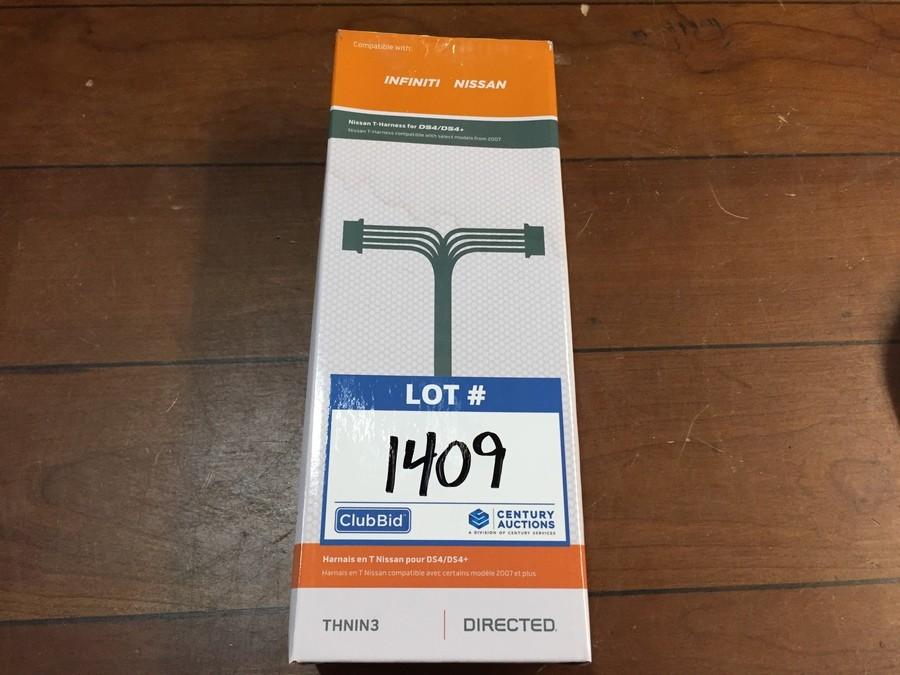 Compatible with:
INFINITI NISSAN
Nissan T-Harness for DS4/DS4+
Nissan T-Harness compatible with select models from 2007
LOT #
1409
ClubBid
CENTURY
AUCTIONS
A DIVISION OF CENTURY SERVICES
Harnais en T Nissan pour DS4/DS4+
Harnais en T Nissan compatible avec certains modèle 2007 et plus
THNIN3 DIRECTED.